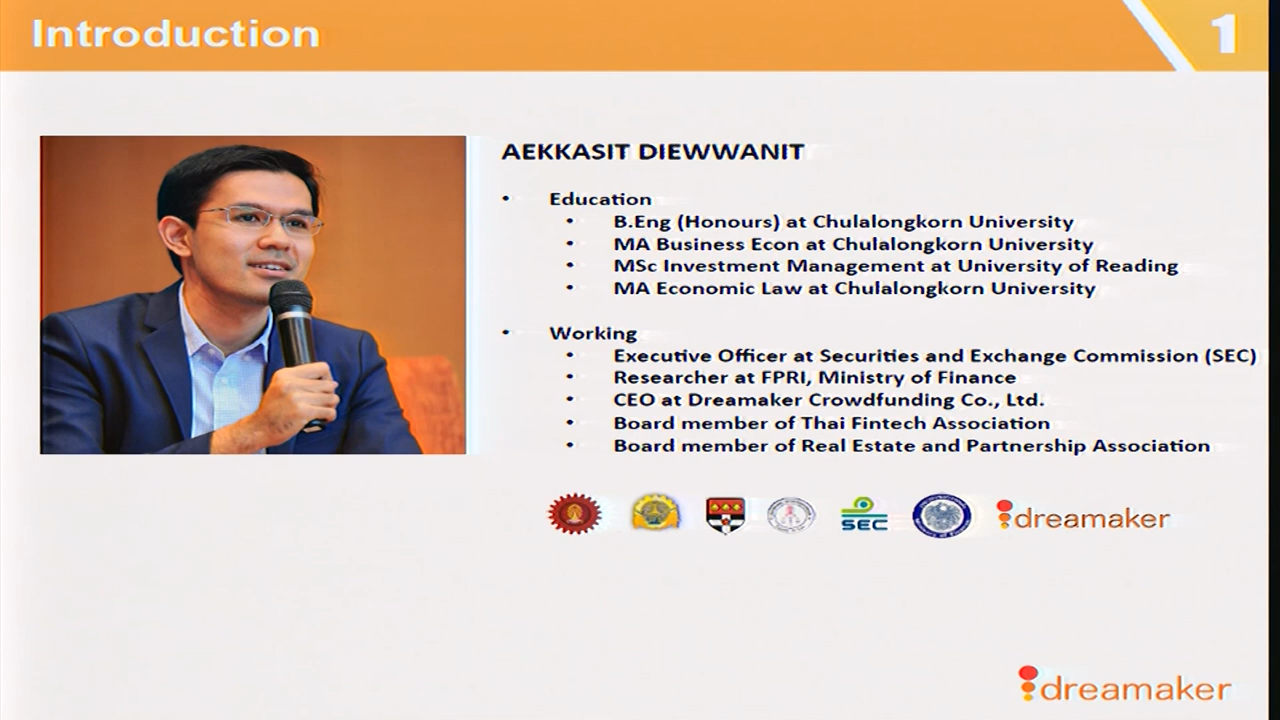 Introduction
1
AEKKASIT DIEWWANIT
• Education
• B.Eng (Honours) at Chulalongkorn University
• MA Business Econ at Chulalongkorn University
• MSc Investment Management at University of Reading
• MA Economic Law at Chulalongkorn University
• Working
• Executive Officer at Securities and Exchange Commission (SEC)
• Researcher at FPRI, Ministry of Finance
• CEO at Dreamaker Crowdfunding Co., Ltd.
• Board member of Thai Fintech Association
• Board member of Real Estate and Partnership Association
SEC
dreamaker
dreamaker